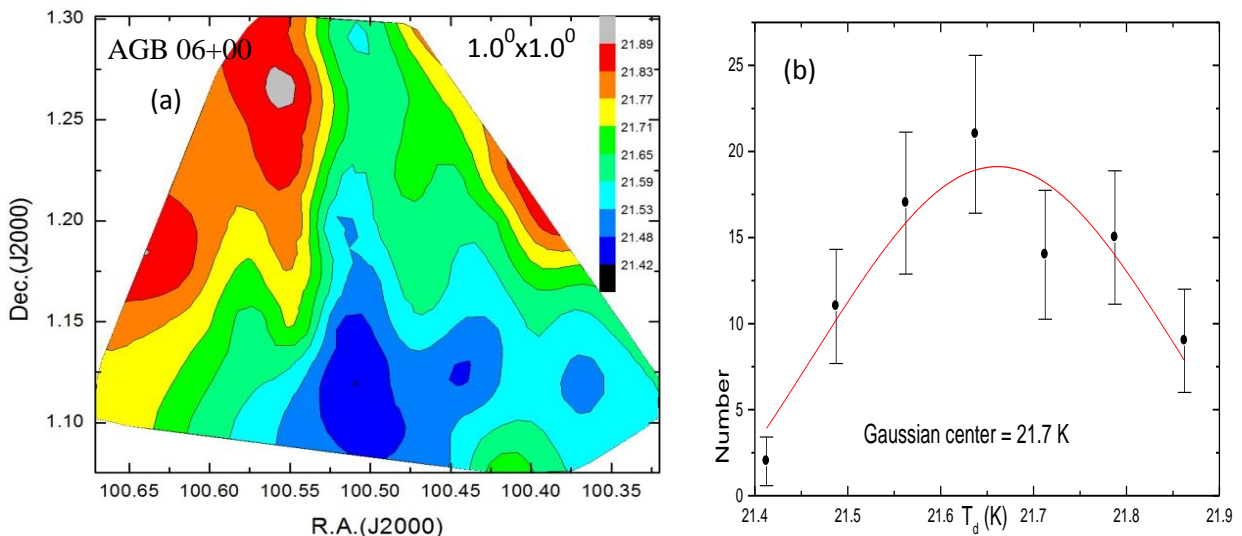 AGB 06+00
1.0⁰x1.0⁰
(a)
1.30
1.25
1.20
1.15
1.10
Dec.(J2000)
100.65 100.60 100.55 100.50 100.45 100.40 100.35
R.A.(J2000)
21.89
21.83
21.77
21.71
21.65
21.59
21.53
21.48
21.42
(b)
25
20
15
10
5
0
Number
Gaussian center = 21.7 K
21.4 21.5 21.6 21.7 21.8 21.9
T_d (K)